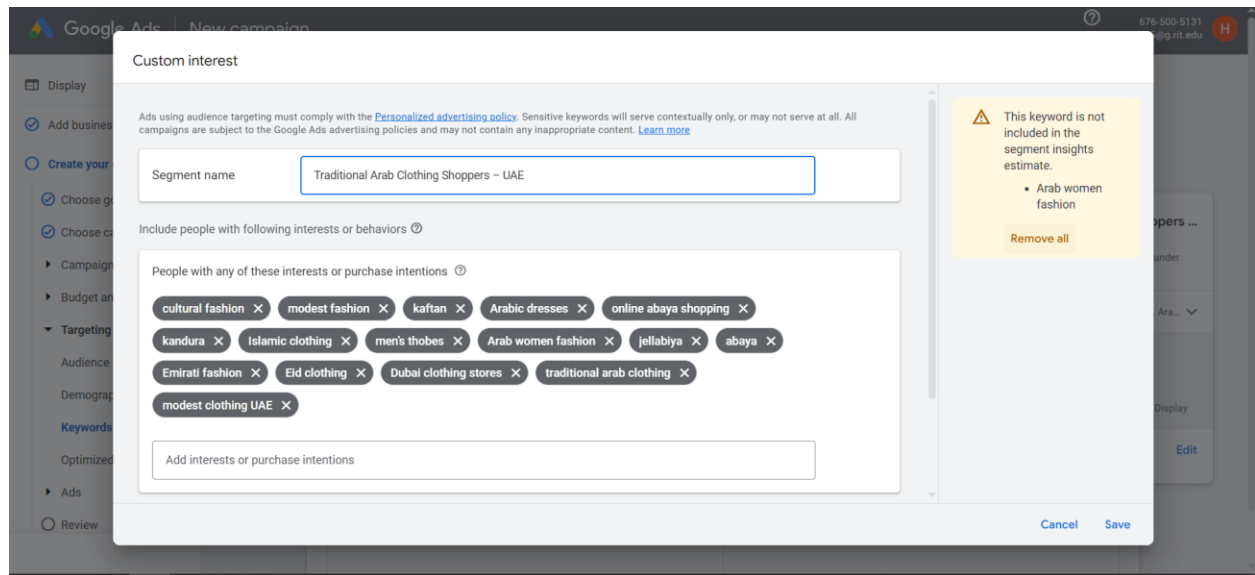 Google Ads | New campaign
676-500-5131
@g.rit.edu
H
Custom interest
Display
Add busines
Create your
Choose go
Choose ca
Campaign
Budget an
Targeting
Audience
Demograp
Keywords
Optimized
Ads
Review
Ads using audience targeting must comply with the Personalized advertising policy. Sensitive keywords will serve contextually only, or may not serve at all. All
campaigns are subject to the Google Ads advertising policies and may not contain any inappropriate content. Learn more
Segment name
Traditional Arab Clothing Shoppers – UAE
Include people with following interests or behaviors
People with any of these interests or purchase intentions
cultural fashion × modest fashion × kaftan × Arabic dresses × online abaya shopping ×
kandura × Islamic clothing × men's thobes × Arab women fashion × jellabiya × abaya ×
Emirati fashion × Eid clothing × Dubai clothing stores × traditional arab clothing ×
modest clothing UAE ×
Add interests or purchase intentions
This keyword is not
included in the
segment insights
estimate.
• Arab women
fashion
Remove all
ppers ...
under
Ara...
Display
Edit
Cancel Save